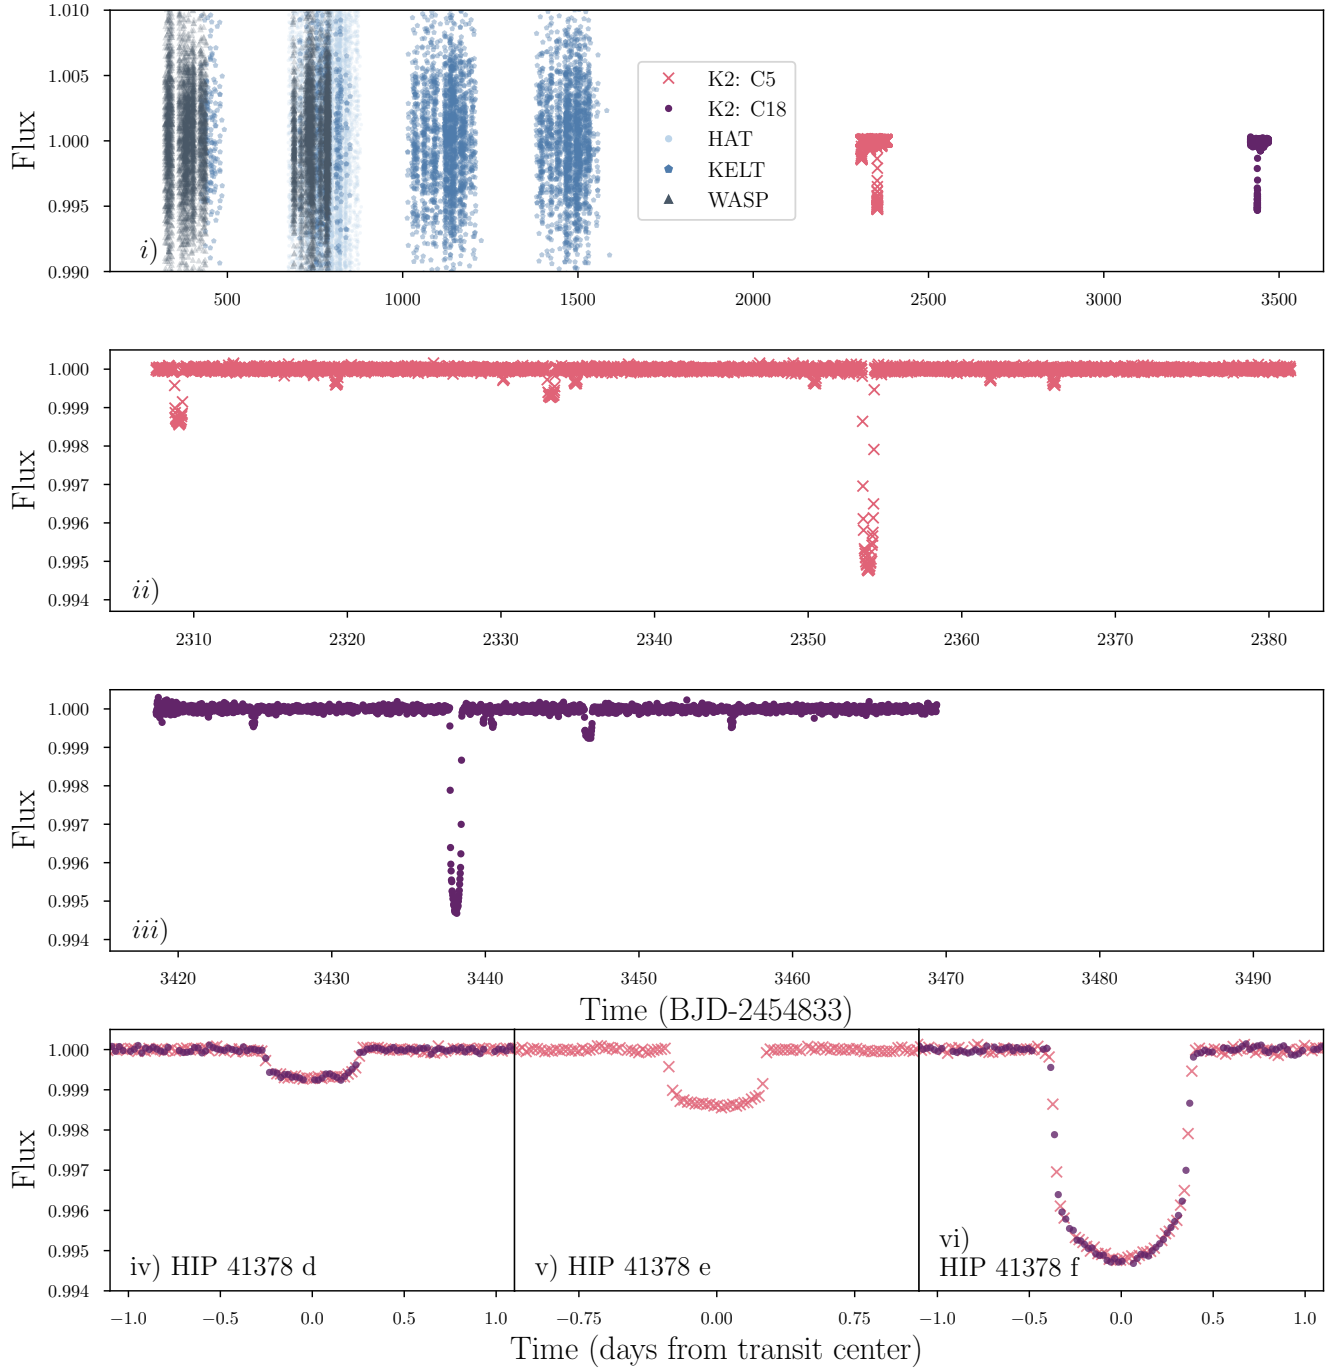 1.010
1.005
1.000
0.995
0.990
Flux
i)
K2: C5
K2: C18
HAT
KELT
WASP
500 1000 1500 2000 2500 3000 3500
1.000
0.999
0.998
0.997
0.996
0.995
0.994
Flux
ii)
2310 2320 2330 2340 2350 2360 2370 2380
1.000
0.999
0.998
0.997
0.996
0.995
0.994
Flux
iii)
3420 3430 3440 3450 3460 3470 3480 3490
Time (BJD-2454833)
1.000
0.999
0.998
0.997
0.996
0.995
0.994
Flux
iv) HIP 41378 d
v) HIP 41378 e
vi)
HIP 41378 f
−1.0 −0.5 0.0 0.5 1.0 −0.75 0.00 0.75 −1.0 −0.5 0.0 0.5 1.0
Time (days from transit center)